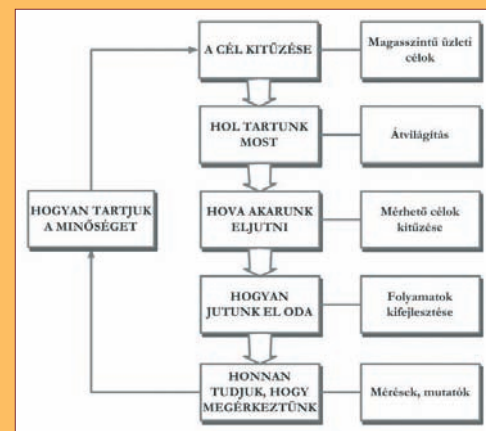 A CÉL KITŰZÉSE
Magasszintű üzleti
célok
HOL TARTUNK
MOST
Átvilágítás
HOGYAN TARTJUK
A MINŐSÉGET
HOVA AKARUNK
ELJUTNI
Mérhető célok
kitűzése
HOGYAN
JUTUNK EL ODA
Folyamatok
kifejlesztése
HONNAN
TUDJUK, HOGY
MEGÉRKEZTÜNK
Mérések, mutatók